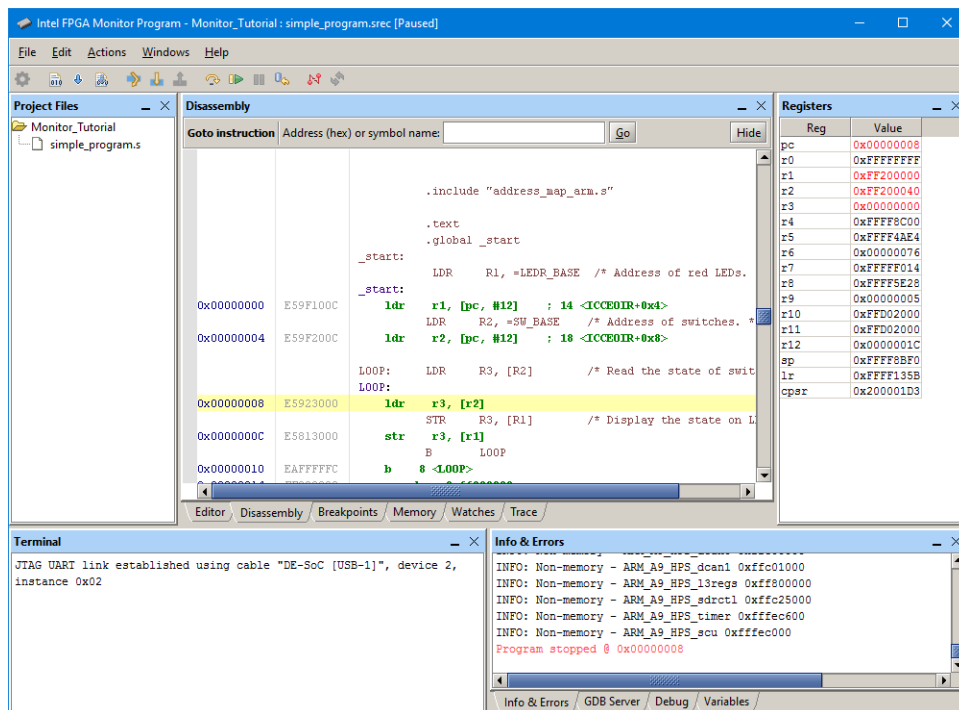 Intel FPGA Monitor Program - Monitor_Tutorial : simple_program.srec [Paused]
File Edit Actions Windows Help
Project Files
Monitor_Tutorial
simple_program.s
Disassembly
Goto instruction Address (hex) or symbol name: Go Hide
.include "address_map_arm.s"
.text
.global _start
_start:
LDR R1, =LEDR_BASE /* Address of red LEDs.
_start:
0x00000000 E59F100C ldr r1, [pc, #12] ; 14 <ICCEOIR+0x4>
LDR R2, =SW_BASE /* Address of switches. *
0x00000004 E59F200C ldr r2, [pc, #12] ; 18 <ICCEOIR+0x8>
LOOP: LDR R3, [R2] /* Read the state of swit
LOOP:
0x00000008 E5923000 ldr r3, [r2]
STR R3, [R1] /* Display the state on L
0x0000000C E5813000 str r3, [r1]
B LOOP
0x00000010 EAFFFFFC b 8 <LOOP>
Editor Disassembly Breakpoints Memory Watches Trace
Registers
Reg Value
pc 0x00000008
r0 0xFFFFFFFF
r1 0xFF200000
r2 0xFF200040
r3 0x00000000
r4 0xFFFF8C00
r5 0xFFFF4AE4
r6 0x00000076
r7 0xFFFFF014
r8 0xFFFF5E28
r9 0x00000005
r10 0xFFD02000
r11 0xFFD02000
r12 0x0000001C
sp 0xFFFF8BF0
lr 0xFFFF135B
cpsr 0x200001D3
Terminal
JTAG UART link established using cable "DE-SoC [USB-1]", device 2,
instance 0x02
Info & Errors
INFO: Non-memory - ARM_A9_HPS_dcan1 0xffc01000
INFO: Non-memory - ARM_A9_HPS_l3regs 0xff800000
INFO: Non-memory - ARM_A9_HPS_sdrctl 0xffc25000
INFO: Non-memory - ARM_A9_HPS_timer 0xfffec600
INFO: Non-memory - ARM_A9_HPS_scu 0xfffec000
Program stopped @ 0x00000008
Info & Errors GDB Server Debug Variables